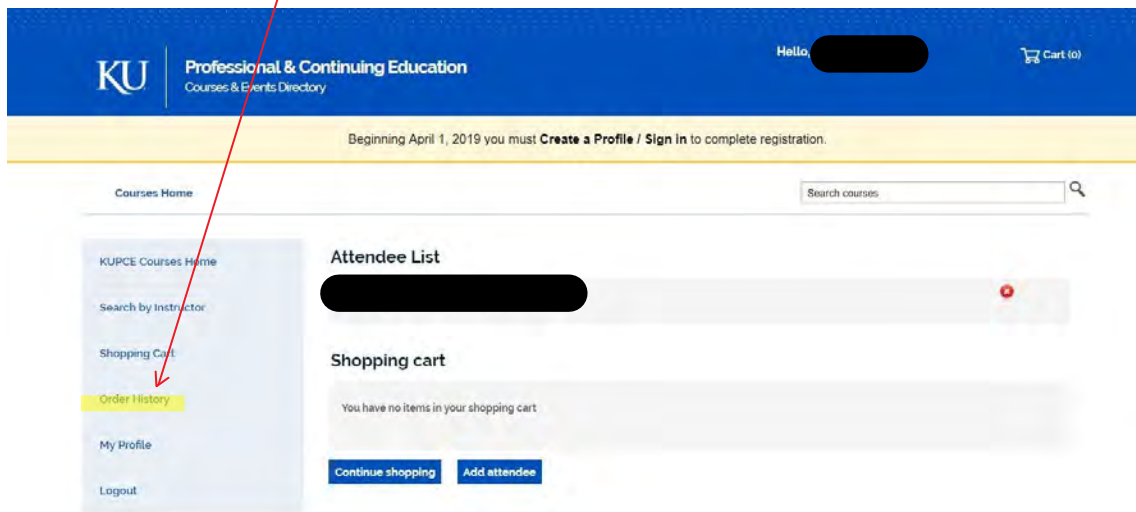 KU
Professional & Continuing Education
Courses & Events Directory
Hello,
Cart (0)
Beginning April 1, 2019 you must Create a Profile / Sign in to complete registration.
Courses Home
Search courses
KUPCE Courses Home
Search by Instructor
Shopping Cart
Order History
My Profile
Logout
Attendee List
Shopping cart
You have no items in your shopping cart
Continue shopping
Add attendee